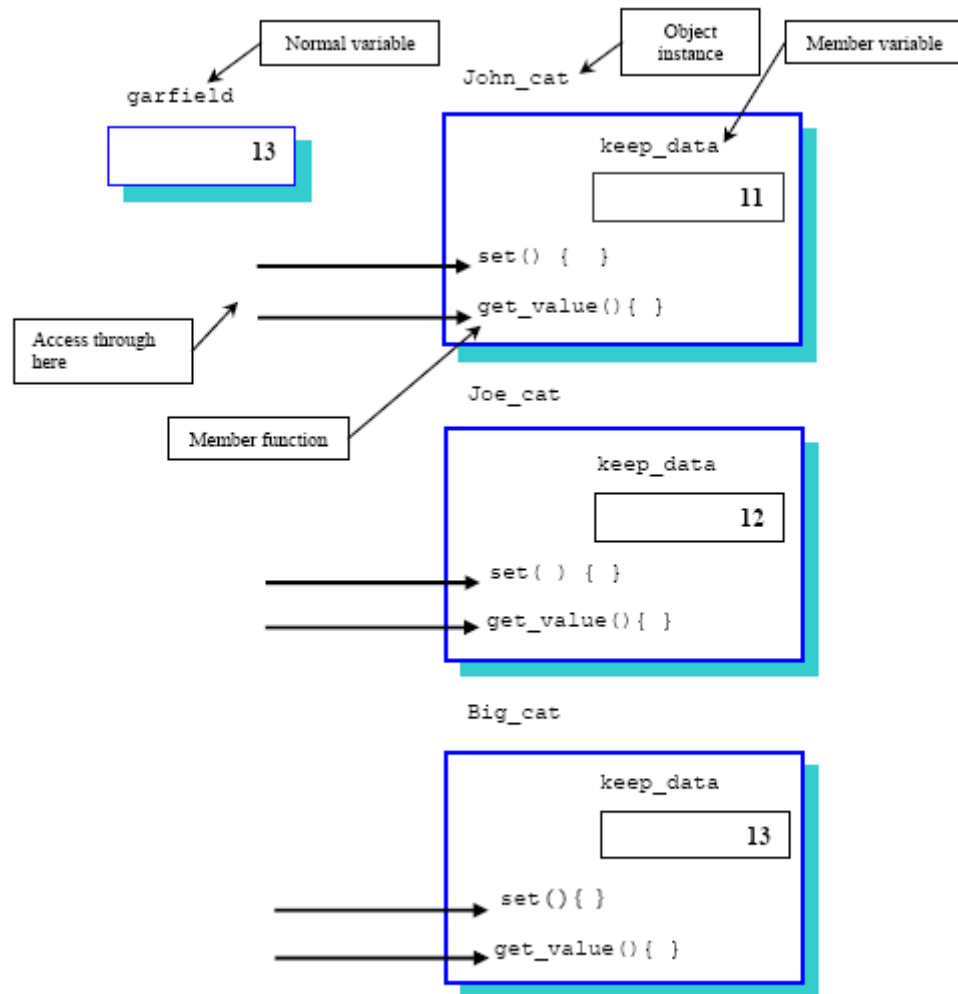 Normal variable
Object
instance
Member variable
John_cat
garfield
13
keep_data
11
set() {  }
get_value(){ }
Access through
here
Member function
Joe_cat
keep_data
12
set( ) { }
get_value(){ }
Big_cat
keep_data
13
set(){ }
get_value(){ }